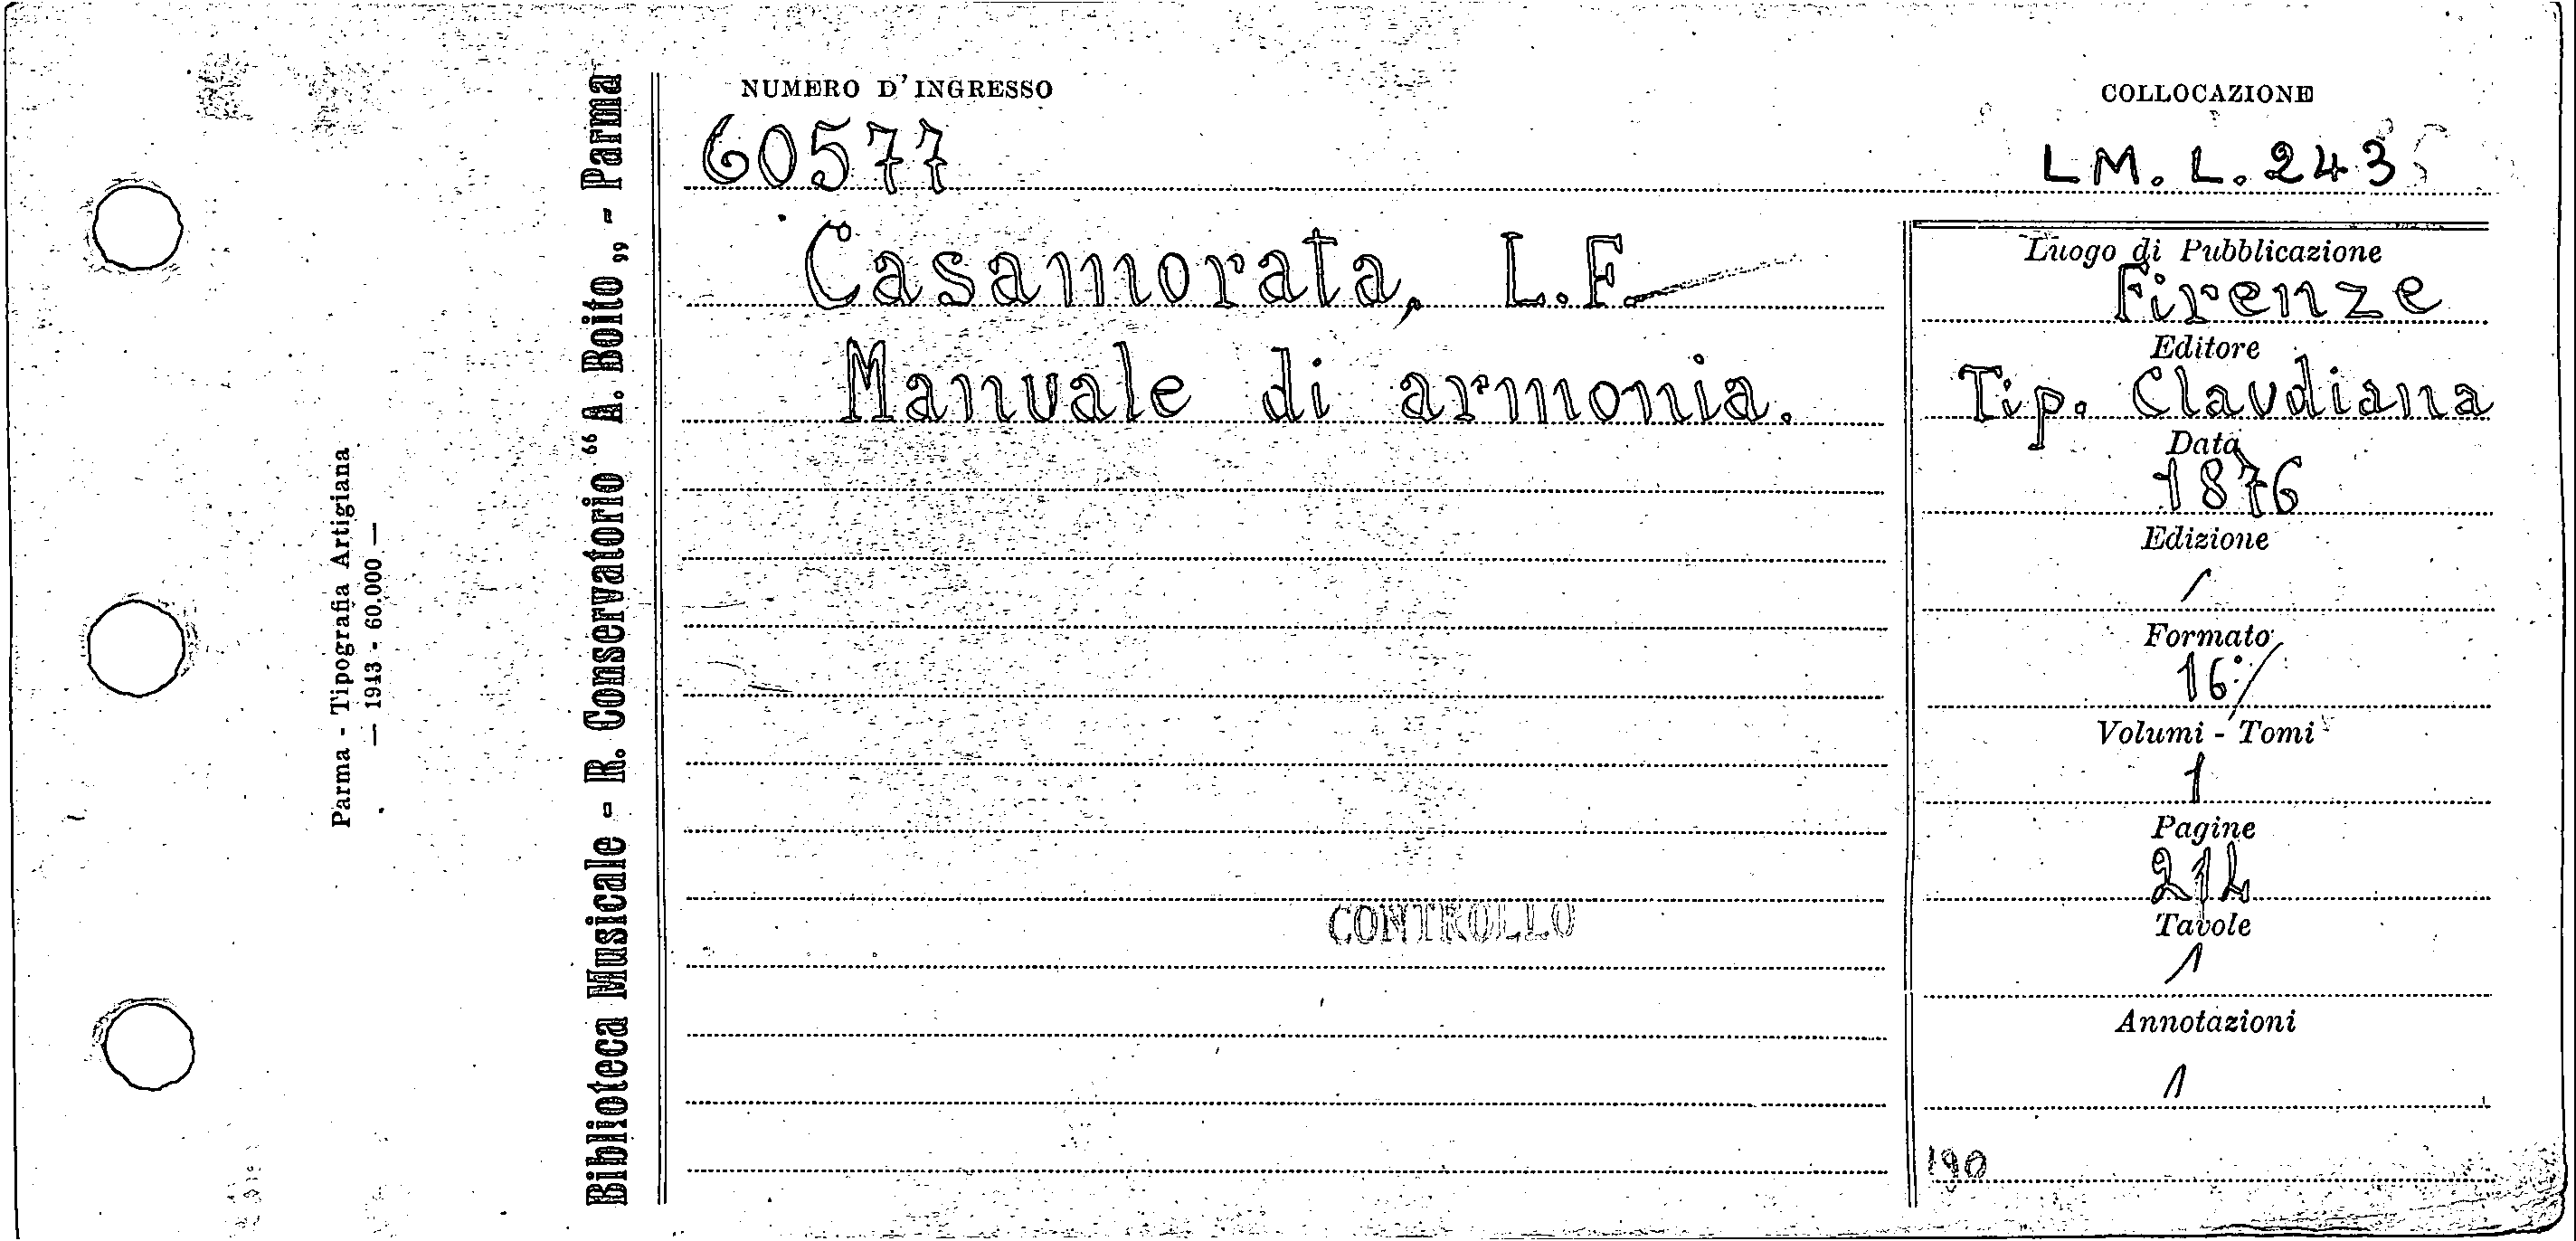 NUMERO D'INGRESSO
60577
COLLOCAZIONE
LM. L. 243
Casamorata, L.F.
Manuale di armonia.
Luogo di Pubblicazione
Firenze
Editore
Tip. Claudiana
Data
1876
Edizione
/
Formato
16°/
Volumi - Tomi
1
Pagine
Tavole
/
Annotazioni
/
190
CONTROLLO
Biblioteca Musicale - R. Conservatorio “ A. Boito „ - Parma
Parma - Tipografia Artigiana
— 1943 - 60.000 —